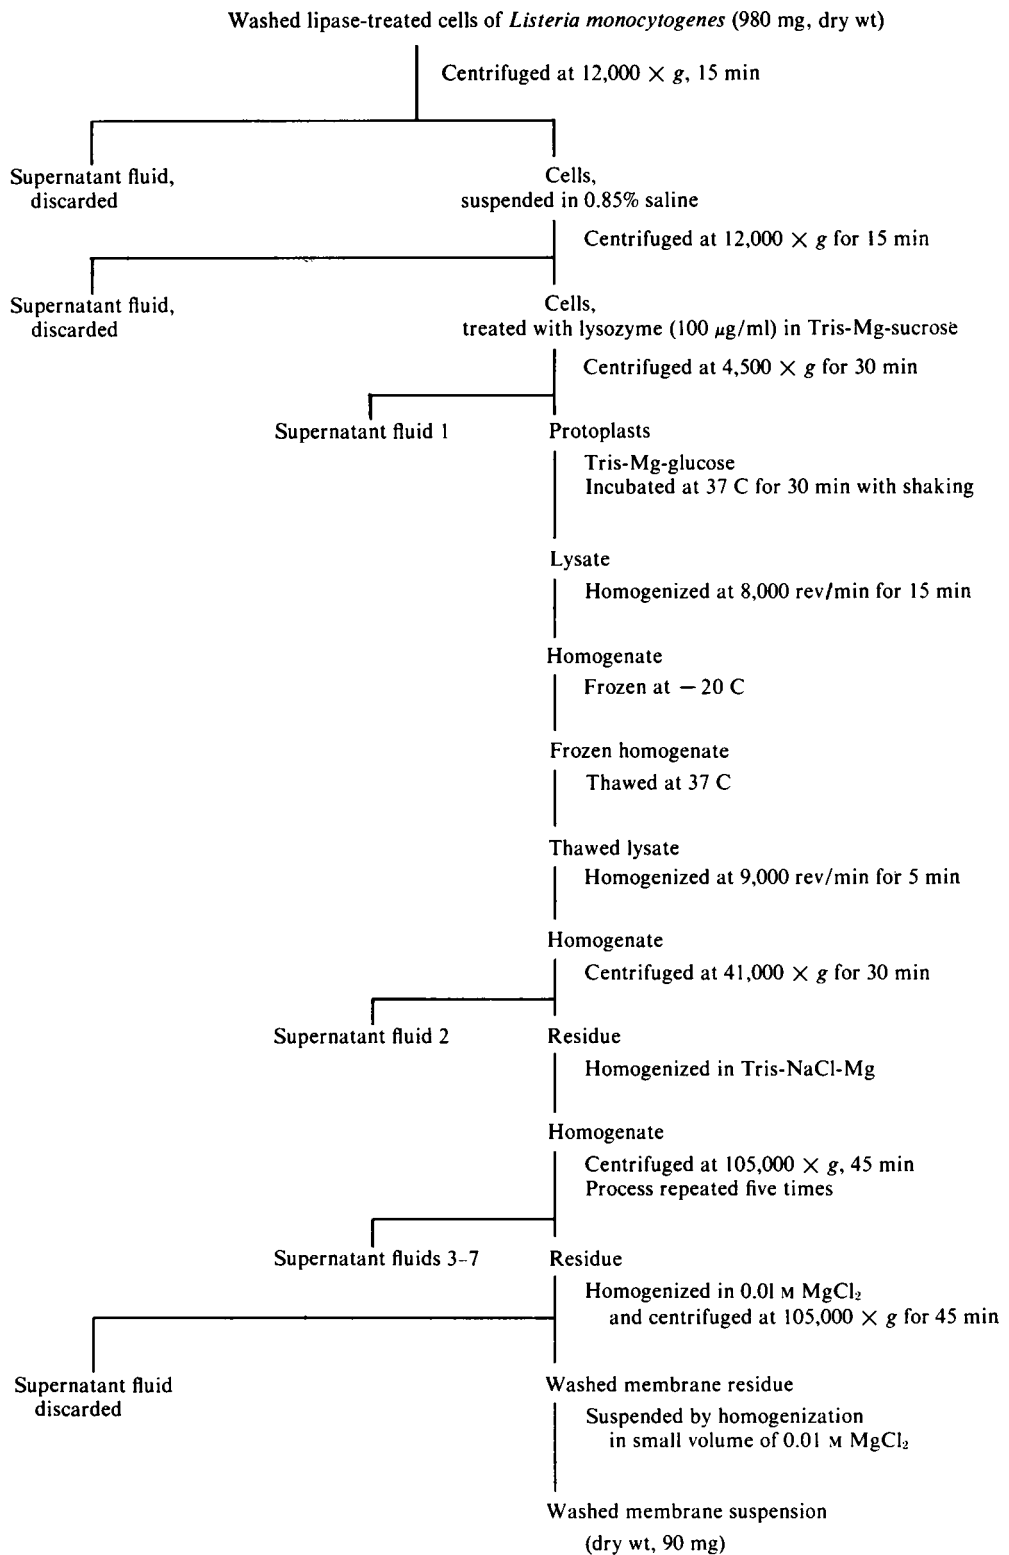 Washed lipase-treated cells of Listeria monocytogenes (980 mg, dry wt)
Centrifuged at 12,000 × g, 15 min
Supernatant fluid,
discarded
Cells,
suspended in 0.85% saline
Centrifuged at 12,000 × g for 15 min
Supernatant fluid,
discarded
Cells,
treated with lysozyme (100 μg/ml) in Tris-Mg-sucrose
Centrifuged at 4,500 × g for 30 min
Supernatant fluid 1
Protoplasts
Tris-Mg-glucose
Incubated at 37 C for 30 min with shaking
Lysate
Homogenized at 8,000 rev/min for 15 min
Homogenate
Frozen at — 20 C
Frozen homogenate
Thawed at 37 C
Thawed lysate
Homogenized at 9,000 rev/min for 5 min
Homogenate
Centrifuged at 41,000 × g for 30 min
Supernatant fluid 2
Residue
Homogenized in Tris-NaCl-Mg
Homogenate
Centrifuged at 105,000 × g, 45 min
Process repeated five times
Supernatant fluids 3–7
Residue
Homogenized in 0.01 M MgCl₂
and centrifuged at 105,000 × g for 45 min
Supernatant fluid
discarded
Washed membrane residue
Suspended by homogenization
in small volume of 0.01 M MgCl₂
Washed membrane suspension
(dry wt, 90 mg)